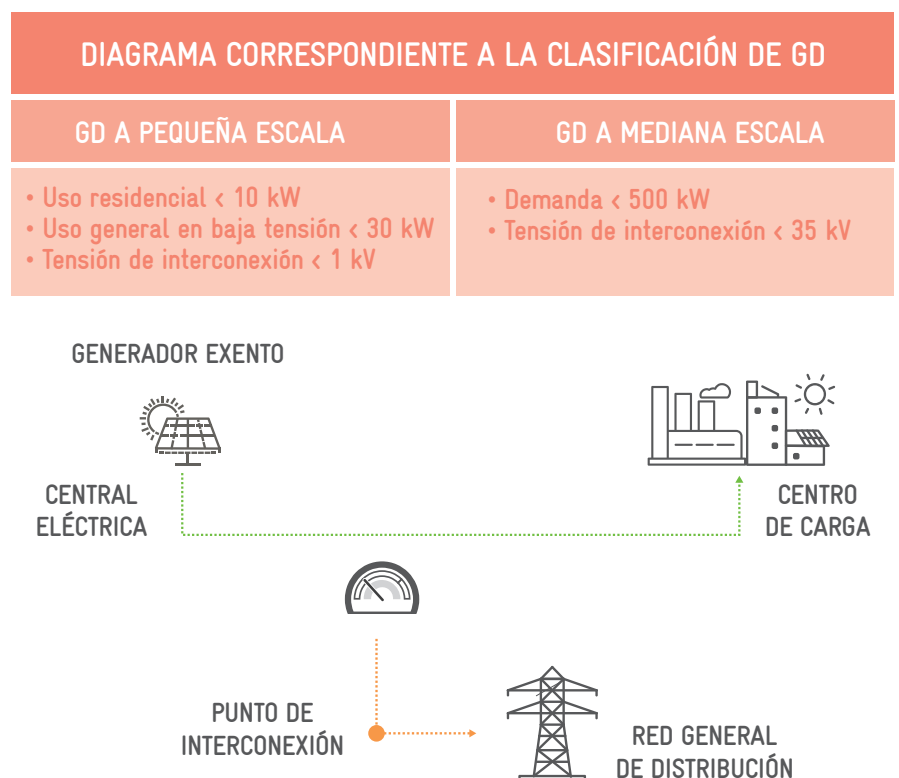 DIAGRAMA CORRESPONDIENTE A LA CLASIFICACIÓN DE GD
GD A PEQUEÑA ESCALA
• Uso residencial < 10 kW
• Uso general en baja tensión < 30 kW
• Tensión de interconexión < 1 kV
GD A MEDIANA ESCALA
• Demanda < 500 kW
• Tensión de interconexión < 35 kV
GENERADOR EXENTO
CENTRAL
ELÉCTRICA
CENTRO
DE CARGA
PUNTO DE
INTERCONEXIÓN
RED GENERAL
DE DISTRIBUCIÓN